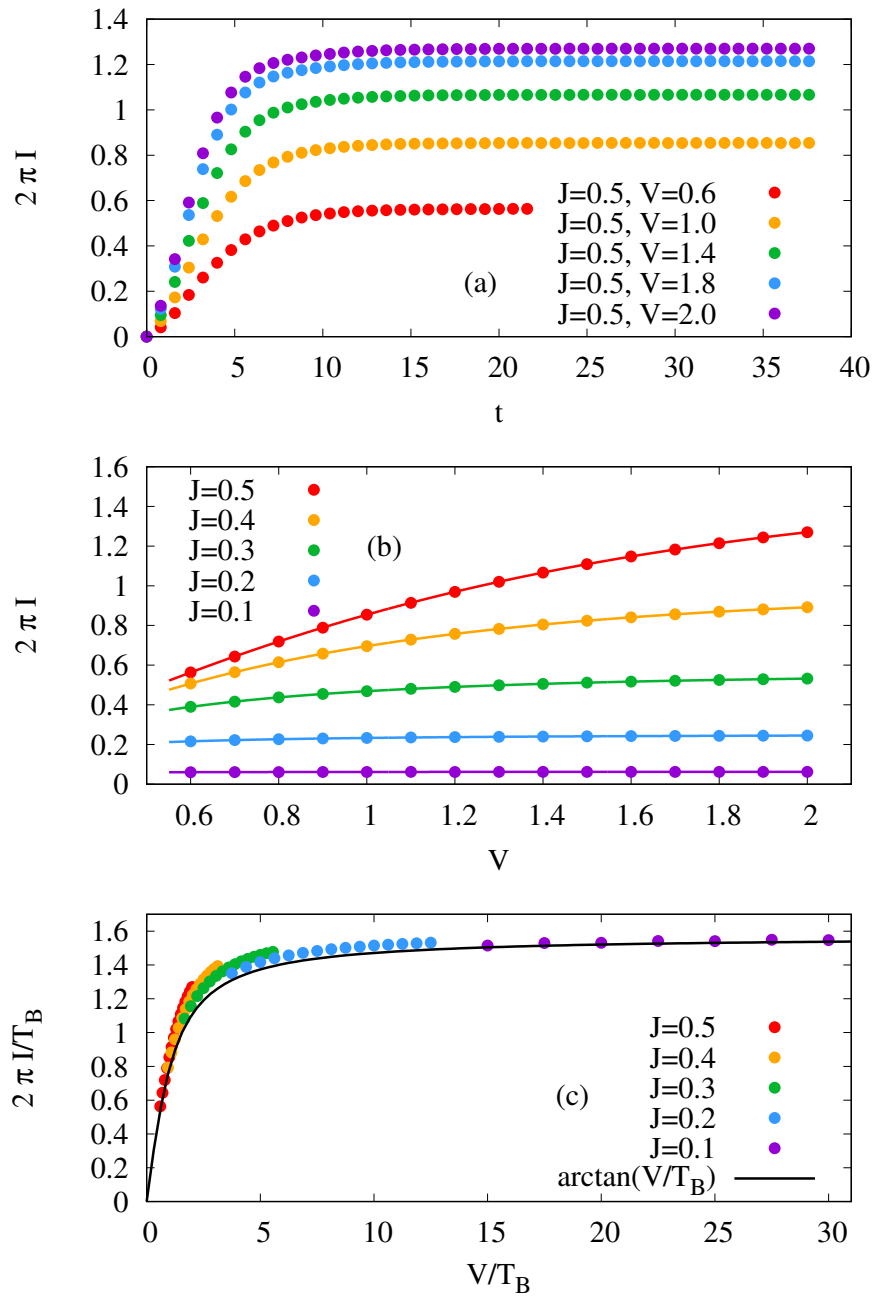 2 π I
1.4
1.2
1
0.8
0.6
0.4
0.2
0
J=0.5, V=0.6
J=0.5, V=1.0
J=0.5, V=1.4
J=0.5, V=1.8
J=0.5, V=2.0
(a)
0 5 10 15 20 25 30 35 40
t
2 π I
1.6
1.4
1.2
1
0.8
0.6
0.4
0.2
0
J=0.5
J=0.4
J=0.3
J=0.2
J=0.1
(b)
0.6 0.8 1 1.2 1.4 1.6 1.8 2
V
2 π I/T_B
1.6
1.4
1.2
1
0.8
0.6
0.4
0.2
0
J=0.5
J=0.4
J=0.3
J=0.2
J=0.1
arctan(V/T_B)
(c)
0 5 10 15 20 25 30
V/T_B